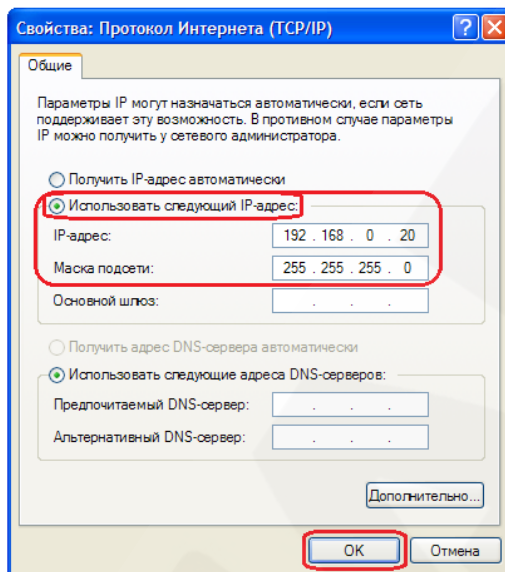 Свойства: Протокол Интернета (TCP/IP)
Общие
Параметры IP могут назначаться автоматически, если сеть
поддерживает эту возможность. В противном случае параметры
IP можно получить у сетевого администратора.
Получить IP-адрес автоматически
Использовать следующий IP-адрес:
IP-адрес: 192 . 168 . 0 . 20
Маска подсети: 255 . 255 . 255 . 0
Основной шлюз: . . .
Получить адрес DNS-сервера автоматически
Использовать следующие адреса DNS-серверов:
Предпочитаемый DNS-сервер: . . .
Альтернативный DNS-сервер: . . .
Дополнительно...
OK Отмена